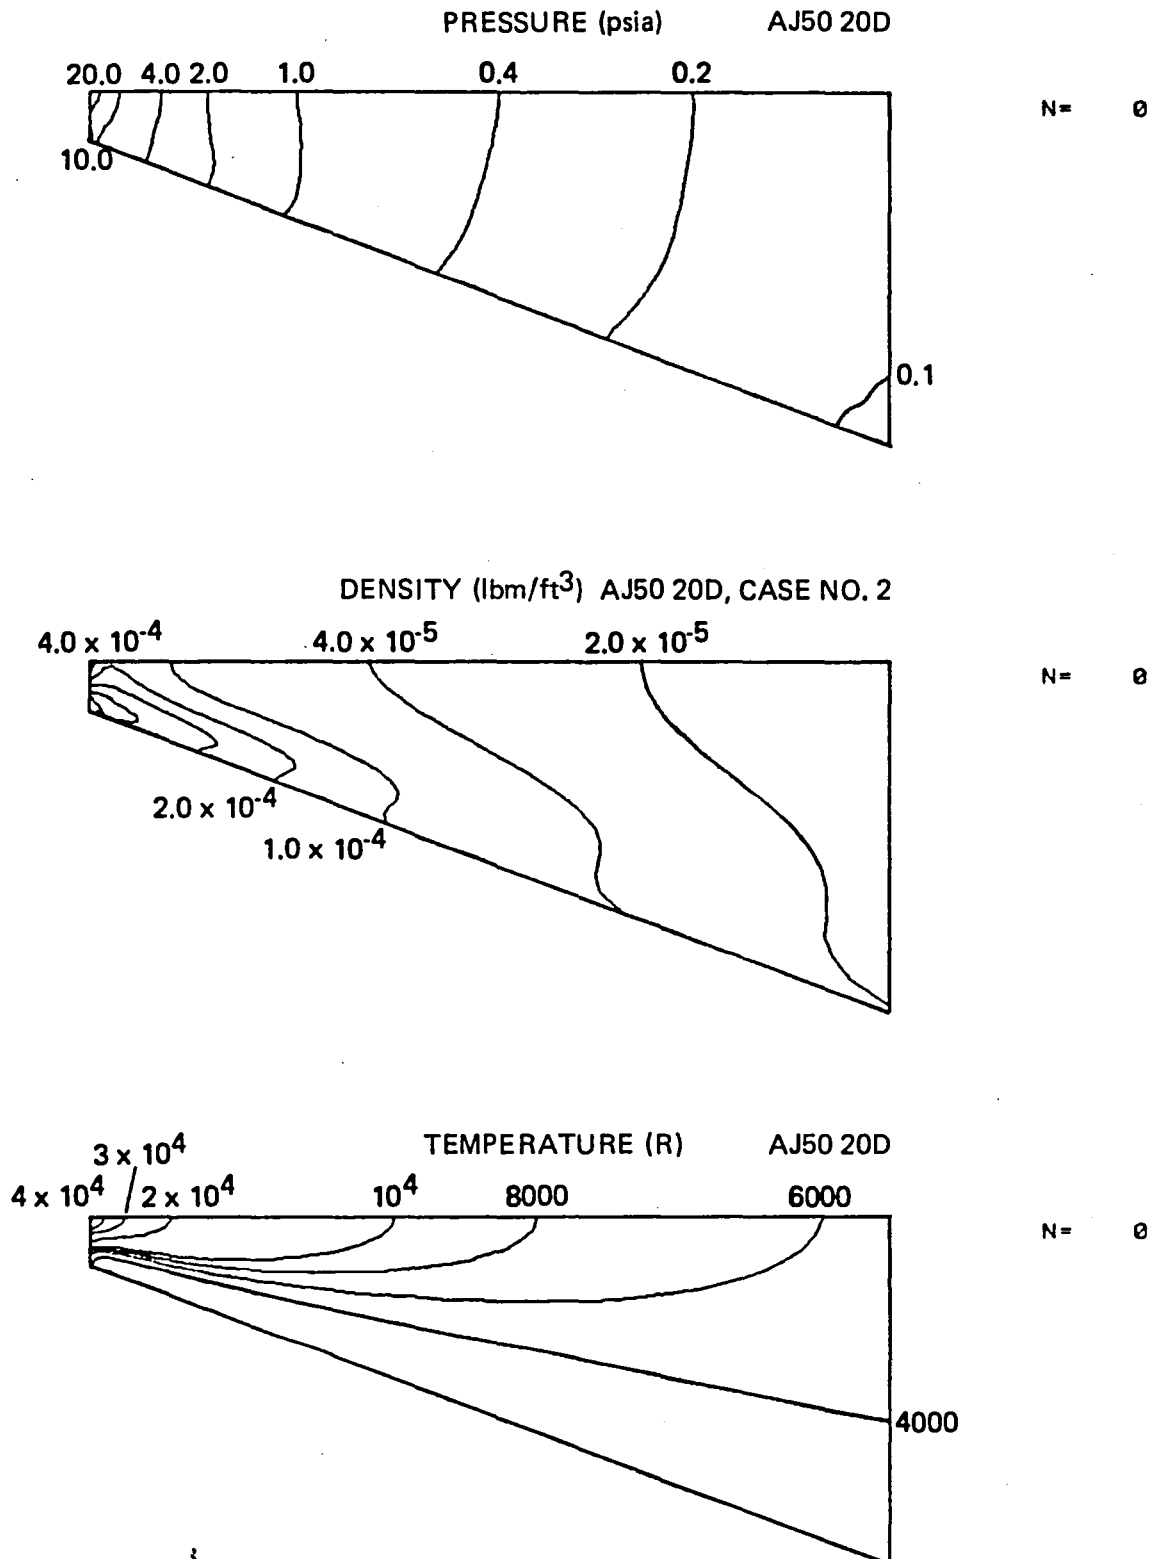 PRESSURE (psia) AJ50 20D
20.0 4.0 2.0 1.0 0.4 0.2
N= 0
10.0
0.1
DENSITY (lbm/ft³) AJ50 20D, CASE NO. 2
4.0 x 10⁻⁴ 4.0 x 10⁻⁵ 2.0 x 10⁻⁵
N= 0
2.0 x 10⁻⁴
1.0 x 10⁻⁴
TEMPERATURE (R) AJ50 20D
3 x 10⁴
4 x 10⁴ 2 x 10⁴ 10⁴ 8000 6000
N= 0
4000